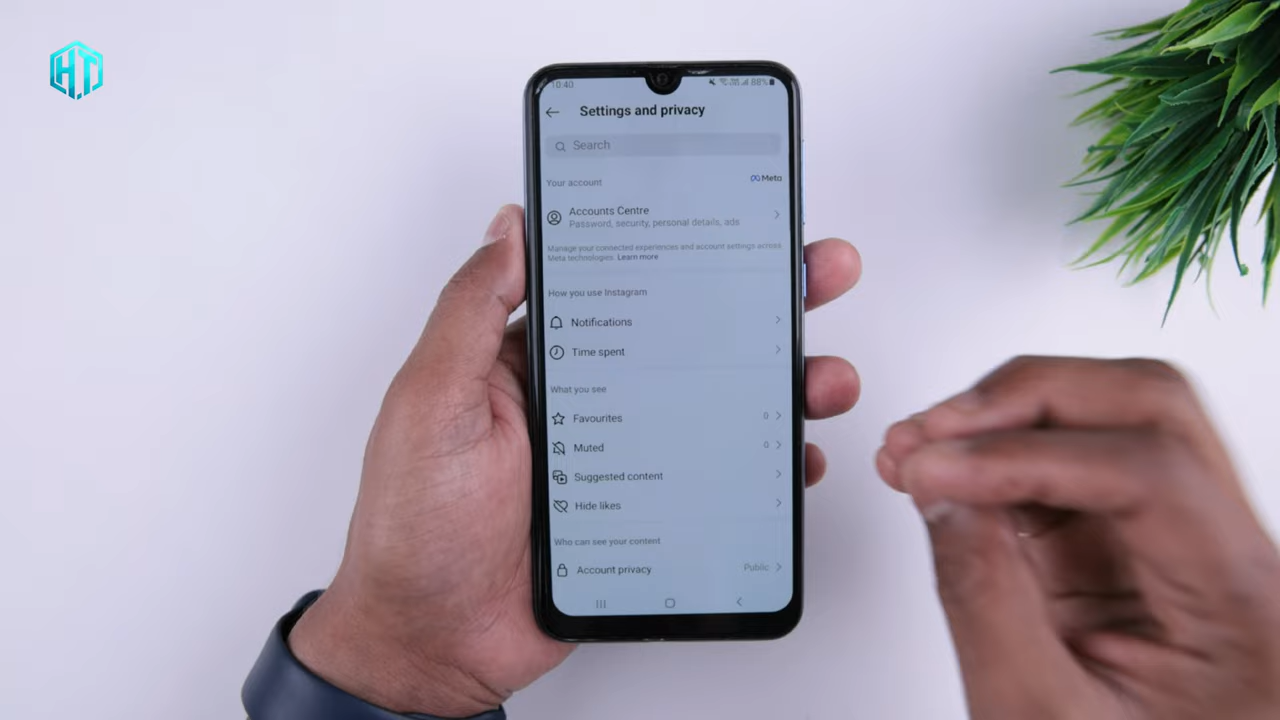 HT
10:40
88%
Settings and privacy
Search
Your account
Meta
Accounts Centre
Password, security, personal details, ads
Manage your connected experiences and account settings across
Meta technologies. Learn more
How you use Instagram
Notifications
Time spent
What you see
Favourites 0
Muted 0
Suggested content
Hide likes
Who can see your content
Account privacy Public